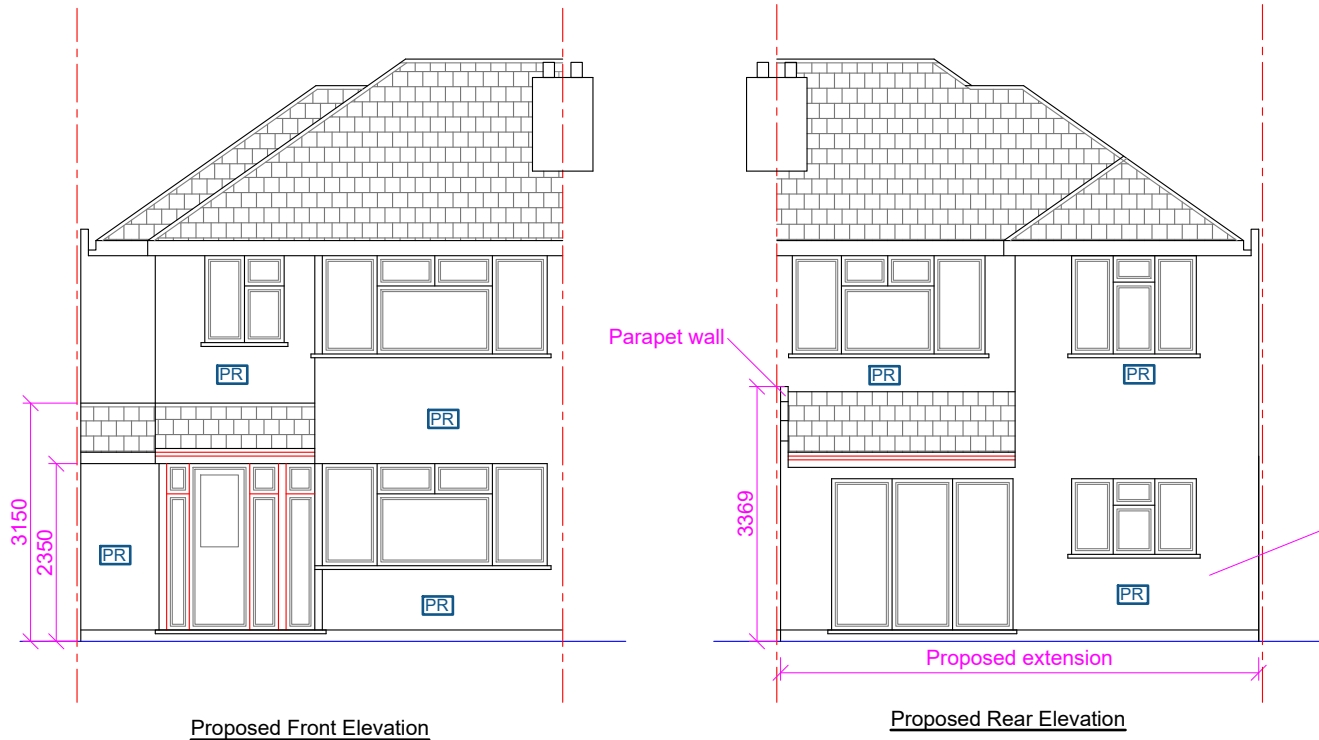 Parapet wall
PR
PR
PR
PR
3150
2350
3369
PR
PR
PR
Proposed extension
Proposed Front Elevation
Proposed Rear Elevation